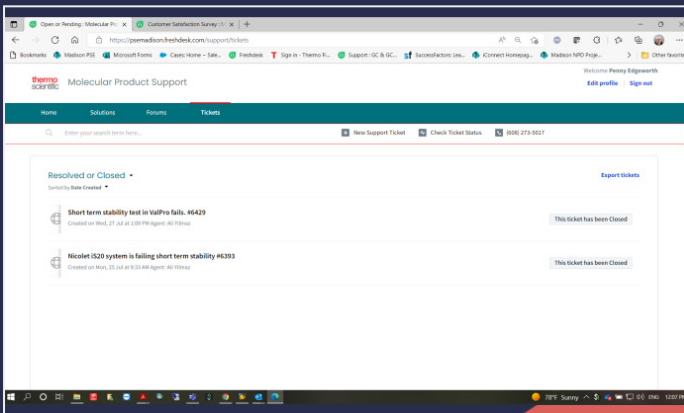 Open or Pending : Molecular Pro
Customer Satisfaction Survey : M
https://psemadison.freshdesk.com/support/tickets
Bookmarks
Madison PSE
Microsoft Forms
Cases: Home ~ Sale...
Freshdesk
Sign in - Thermo Fi...
Support : GC & GC...
SuccessFactors: Lea...
iConnect Homepag...
Madison NPD Proje...
Other favorites
thermo
scientific
Molecular Product Support
Welcome Penny Edgeworth
Edit profile
Sign out
Home
Solutions
Forums
Tickets
Enter your search term here...
New Support Ticket
Check Ticket Status
(608) 273-5017
Resolved or Closed
Export tickets
Sorted by Date Created
Short term stability test in ValPro fails. #6429
Created on Wed, 27 Jul at 1:09 PM Agent: Ali Yilmaz
This ticket has been Closed
Nicolet iS20 system is failing short term stability #6393
Created on Mon, 25 Jul at 9:33 AM Agent: Ali Yilmaz
This ticket has been Closed
78°F Sunny
ENG
12:07 PM